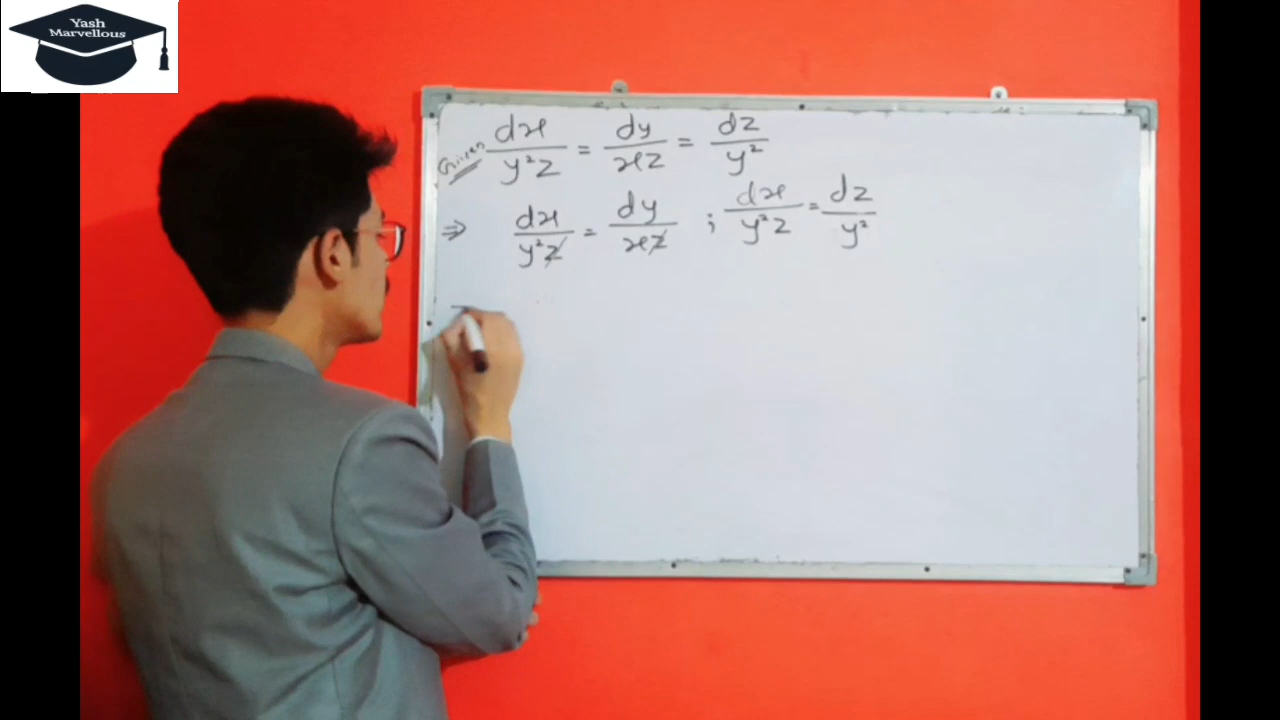 Yash
Marvellous
Given dx/y²z = dy/xz = dz/y²
⇒ dx/y²z = dy/xz ; dx/y²z = dz/y²